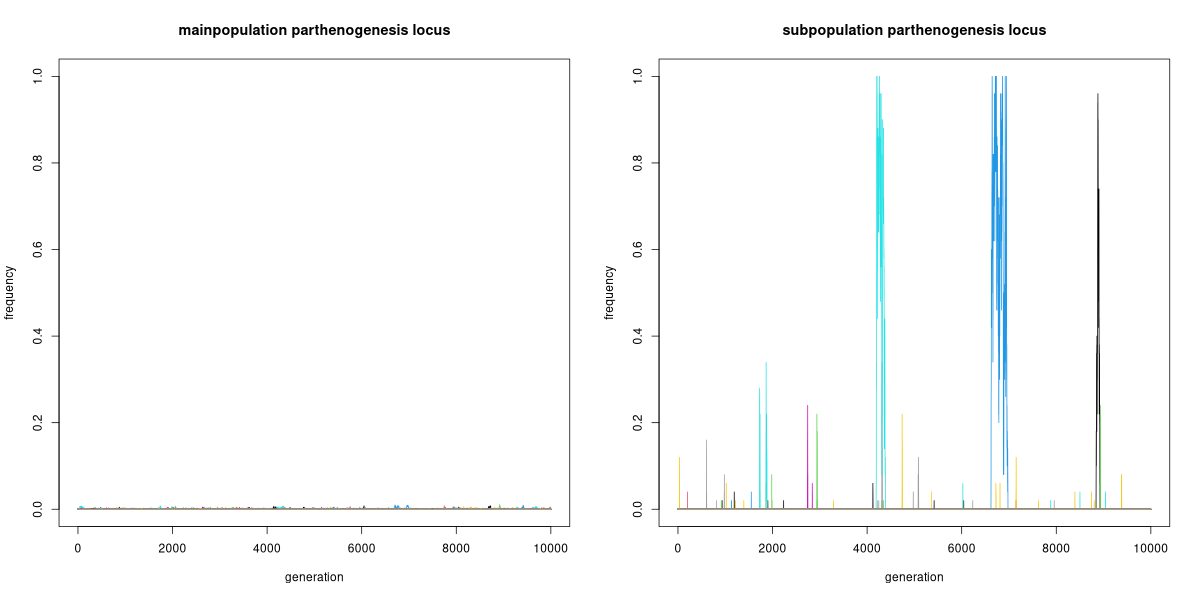 mainpopulation parthenogenesis locus
frequency
0.0 0.2 0.4 0.6 0.8 1.0
0 2000 4000 6000 8000 10000
generation
subpopulation parthenogenesis locus
frequency
0.0 0.2 0.4 0.6 0.8 1.0
0 2000 4000 6000 8000 10000
generation